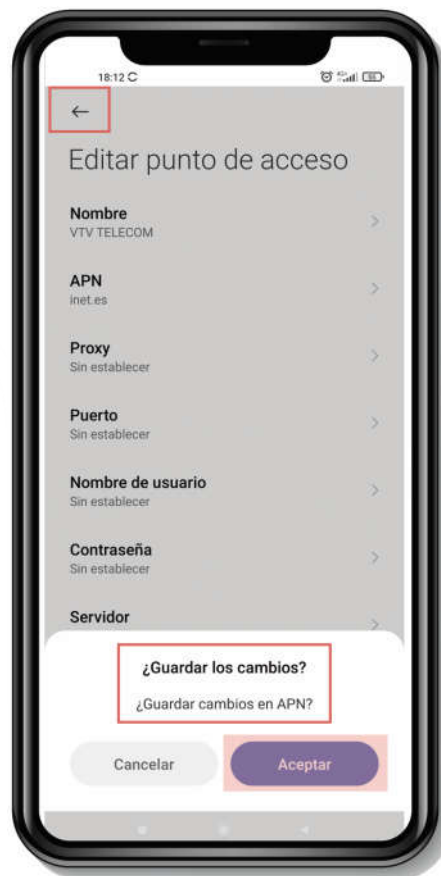 18:12
Editar punto de acceso
Nombre
VTV TELECOM
APN
inet.es
Proxy
Sin establecer
Puerto
Sin establecer
Nombre de usuario
Sin establecer
Contraseña
Sin establecer
Servidor
¿Guardar los cambios?
¿Guardar cambios en APN?
Cancelar
Aceptar